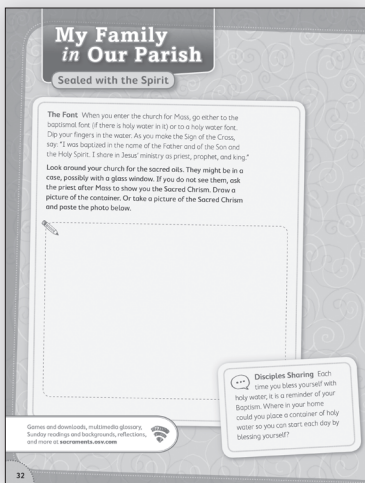 My Family
in Our Parish
Sealed with the Spirit
The Font When you enter the church for Mass, go either to the
baptismal font (if there is holy water in it) or to a holy water font.
Dip your fingers in the water. As you make the Sign of the Cross,
say: "I was baptized in the name of the Father and of the Son and
the Holy Spirit. I share in Jesus' ministry as priest, prophet, and king."
Look around your church for the sacred oils. They might be in a
case, possibly with a glass window. If you do not see them, ask
the priest after Mass to show you the Sacred Chrism. Draw a
picture of the container. Or take a picture of the Sacred Chrism
and paste the photo below.
Disciples Sharing Each
time you bless yourself with
holy water, it is a reminder of your
Baptism. Where in your home
could you place a container of holy
water so you can start each day by
blessing yourself?
Games and downloads, multimedia glossary,
Sunday readings and backgrounds, reflections,
and more at sacraments.osv.com
32